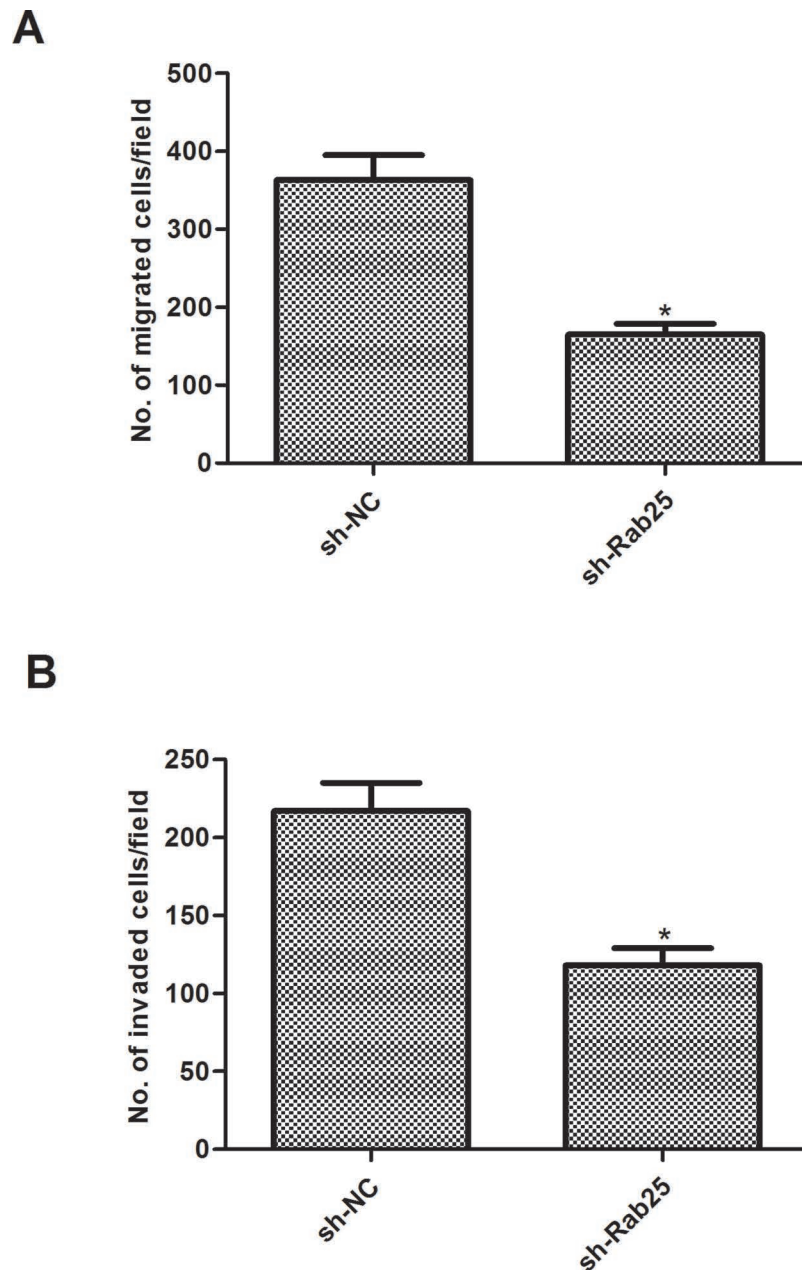 A
No. of migrated cells/field
500
400
300
200
100
0
*
sh-NC
sh-Rab25
B
No. of invaded cells/field
250
200
150
100
50
0
*
sh-NC
sh-Rab25